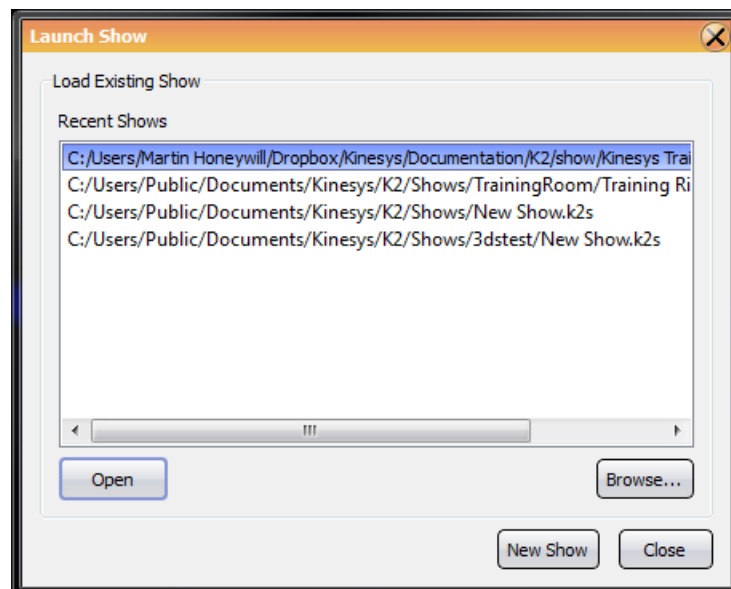 Launch Show
Load Existing Show
Recent Shows
C:/Users/Martin Honeywill/Dropbox/Kinesys/Documentation/K2/show/Kinesys Trai
C:/Users/Public/Documents/Kinesys/K2/Shows/TrainingRoom/Training Ri
C:/Users/Public/Documents/Kinesys/K2/Shows/New Show.k2s
C:/Users/Public/Documents/Kinesys/K2/Shows/3dstest/New Show.k2s
Open Browse...
New Show Close